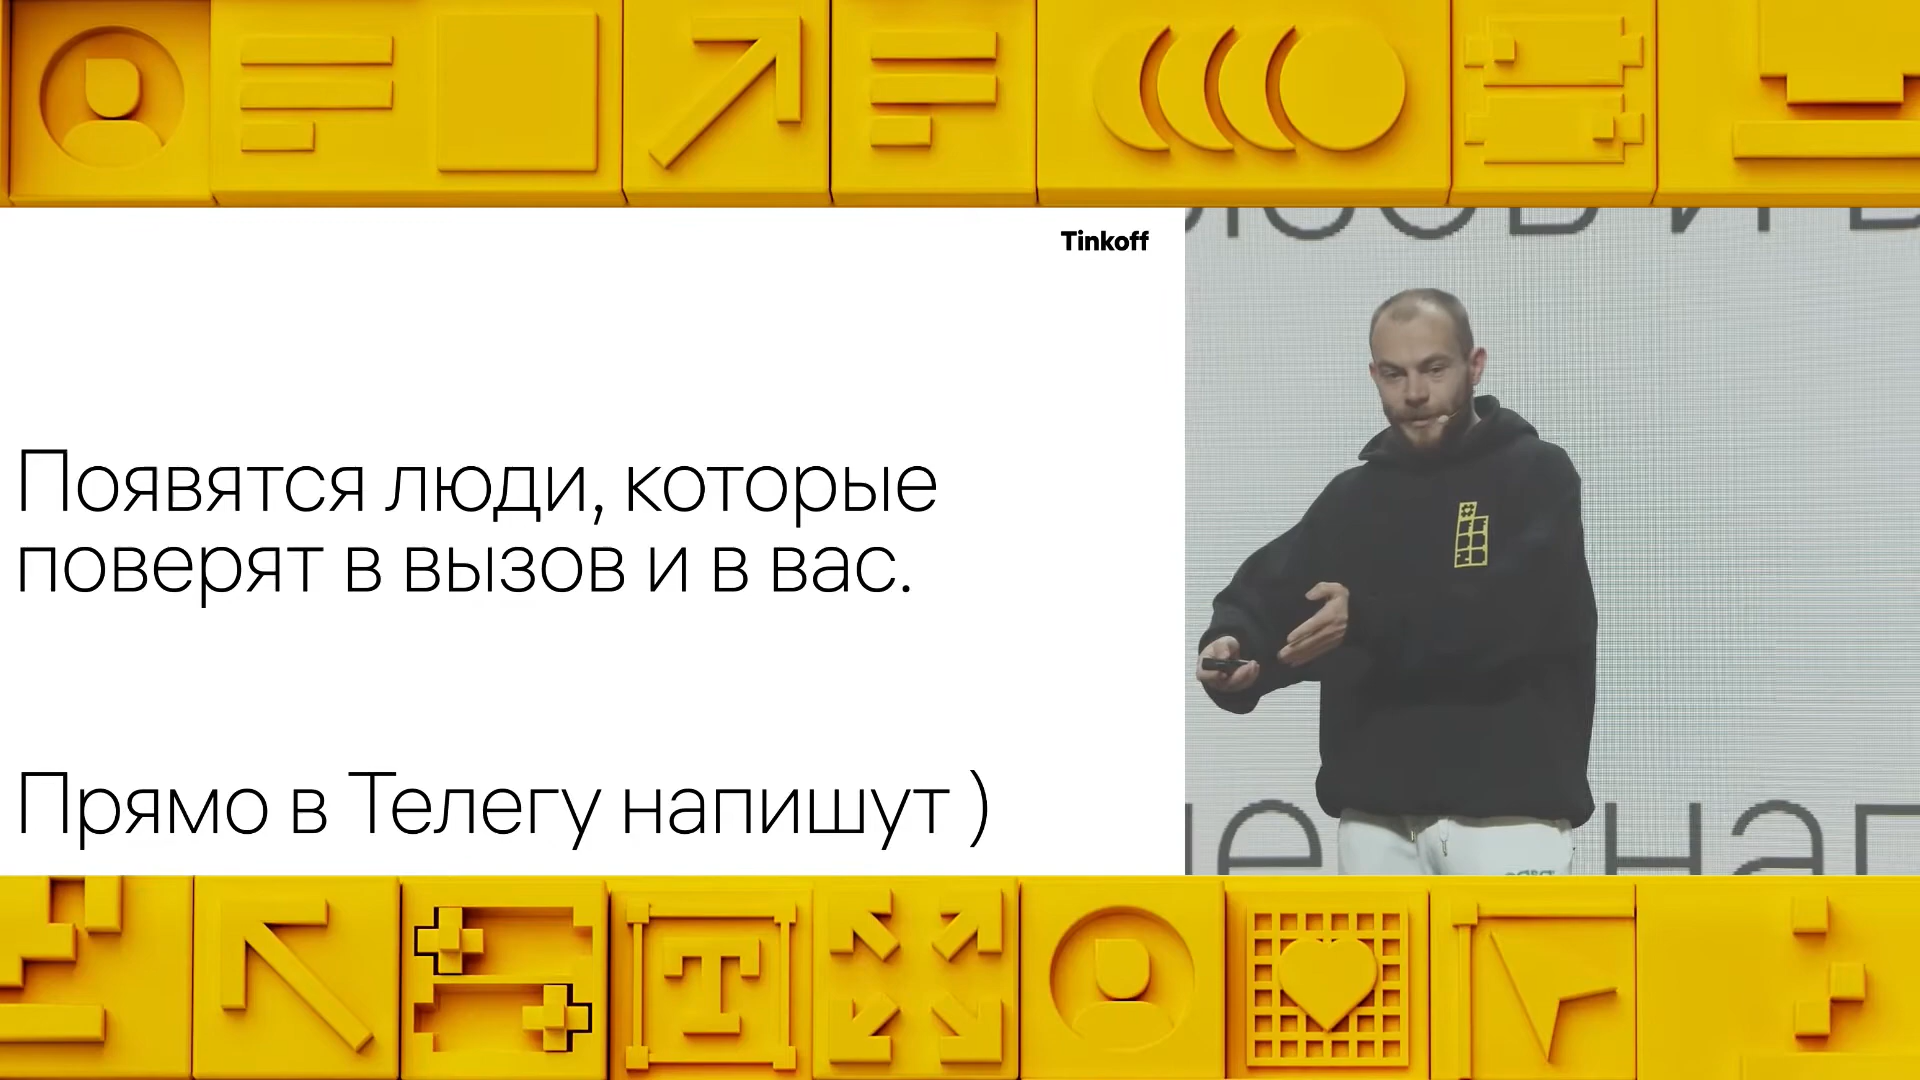 Tinkoff
Появятся люди, которые
поверят в вызов и в вас.
Прямо в Телегу напишут )